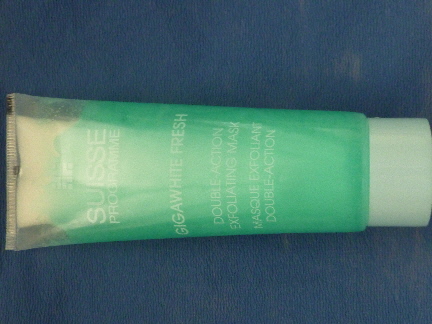 SUISSE
PROGRAMME
GIGAWHITE FRESH
DOUBLE-ACTION
EXFOLIATING MASK
MASQUE EXFOLIANT
DOUBLE-ACTION